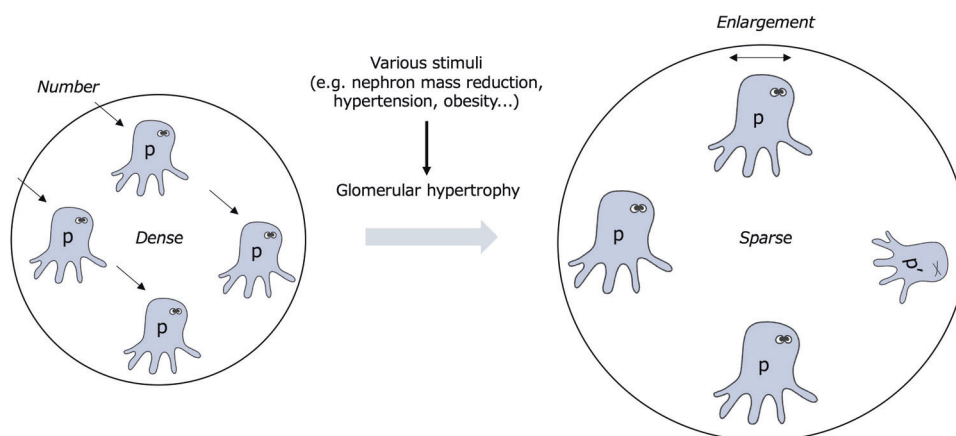 Number
p
p
Dense
p
p
Various stimuli
(e.g. nephron mass reduction,
hypertension, obesity...)
Glomerular hypertrophy
Enlargement
p
p
Sparse
p'
p